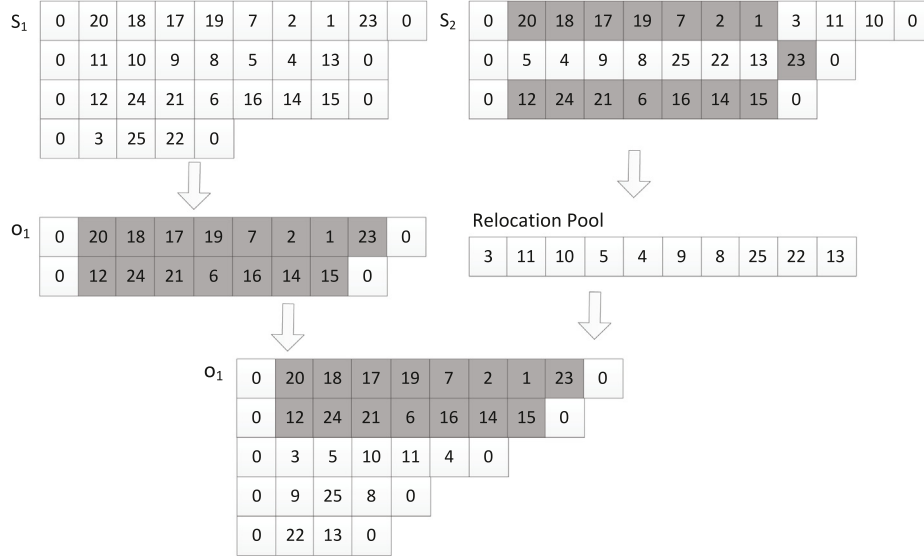 S1 0 20 18 17 19 7 2 1 23 0
0 11 10 9 8 5 4 13 0
0 12 24 21 6 16 14 15 0
0 3 25 22 0
S2 0 20 18 17 19 7 2 1 3 11 10 0
0 5 4 9 8 25 22 13 23 0
0 12 24 21 6 16 14 15 0
O1 0 20 18 17 19 7 2 1 23 0
0 12 24 21 6 16 14 15 0
Relocation Pool
3 11 10 5 4 9 8 25 22 13
O1 0 20 18 17 19 7 2 1 23 0
0 12 24 21 6 16 14 15 0
0 3 5 10 11 4 0
0 9 25 8 0
0 22 13 0